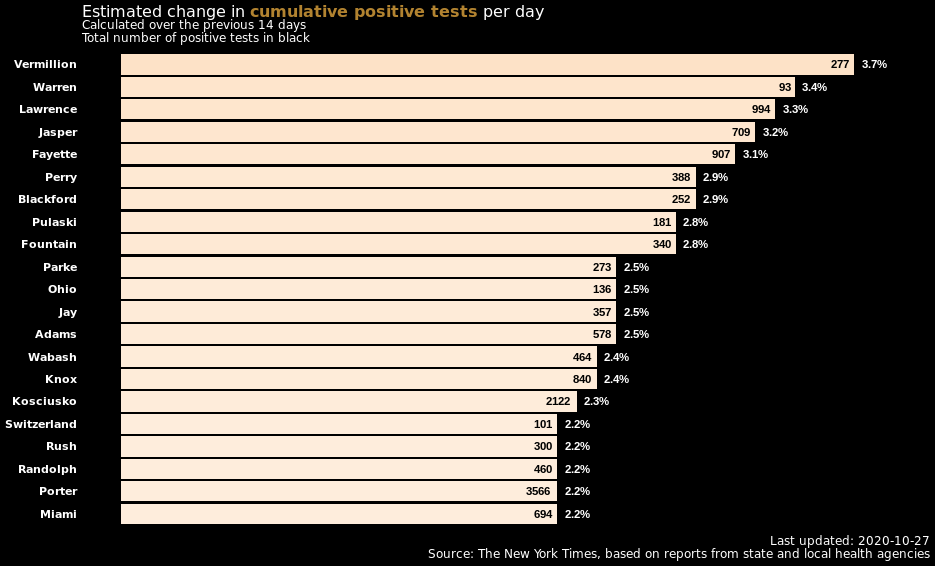 Estimated change in cumulative positive tests per day
Calculated over the previous 14 days
Total number of positive tests in black
Vermillion 277 3.7%
Warren 93 3.4%
Lawrence 994 3.3%
Jasper 709 3.2%
Fayette 907 3.1%
Perry 388 2.9%
Blackford 252 2.9%
Pulaski 181 2.8%
Fountain 340 2.8%
Parke 273 2.5%
Ohio 136 2.5%
Jay 357 2.5%
Adams 578 2.5%
Wabash 464 2.4%
Knox 840 2.4%
Kosciusko 2122 2.3%
Switzerland 101 2.2%
Rush 300 2.2%
Randolph 460 2.2%
Porter 3566 2.2%
Miami 694 2.2%
Last updated: 2020-10-27
Source: The New York Times, based on reports from state and local health agencies